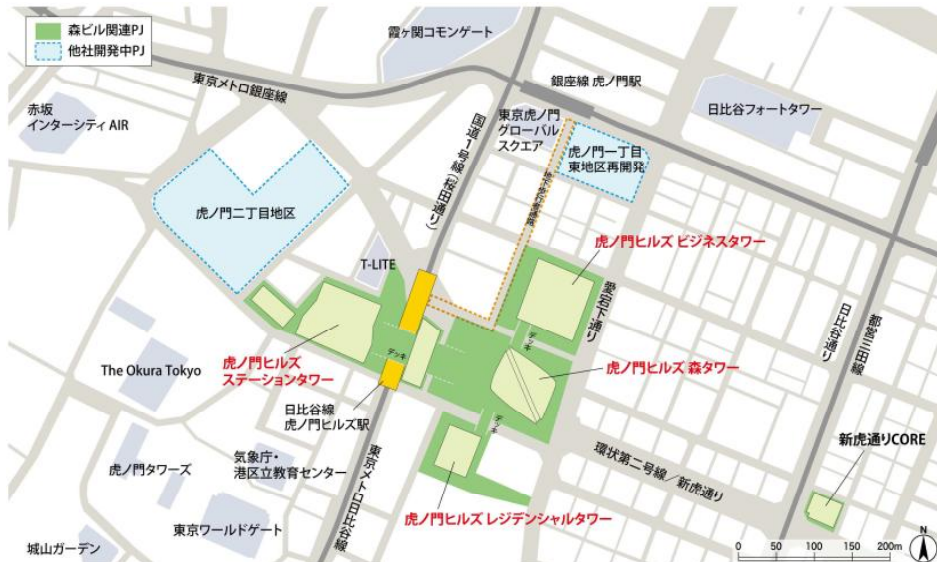 森ビル関連PJ
他社開発中PJ
霞ヶ関コモンゲート
東京メトロ銀座線
銀座線 虎ノ門駅
赤坂
インターシティ AIR
国道1号線(桜田通り)
東京虎ノ門
グローバル
スクエア
日比谷フォートタワー
虎ノ門一丁目
東地区再開発
地下歩行者通路
虎ノ門二丁目地区
虎ノ門ヒルズ ビジネスタワー
T-LITE
愛宕下通り
日比谷通り
都営三田線
デッキ
デッキ
The Okura Tokyo
虎ノ門ヒルズ
ステーションタワー
虎ノ門ヒルズ 森タワー
日比谷線
虎ノ門ヒルズ駅
デッキ
新虎通りCORE
虎ノ門タワーズ
気象庁・
港区立教育センター
東京メトロ日比谷線
環状第二号線／新虎通り
東京ワールドゲート
虎ノ門ヒルズ レジデンシャルタワー
城山ガーデン
0 50 100 150 200m
N